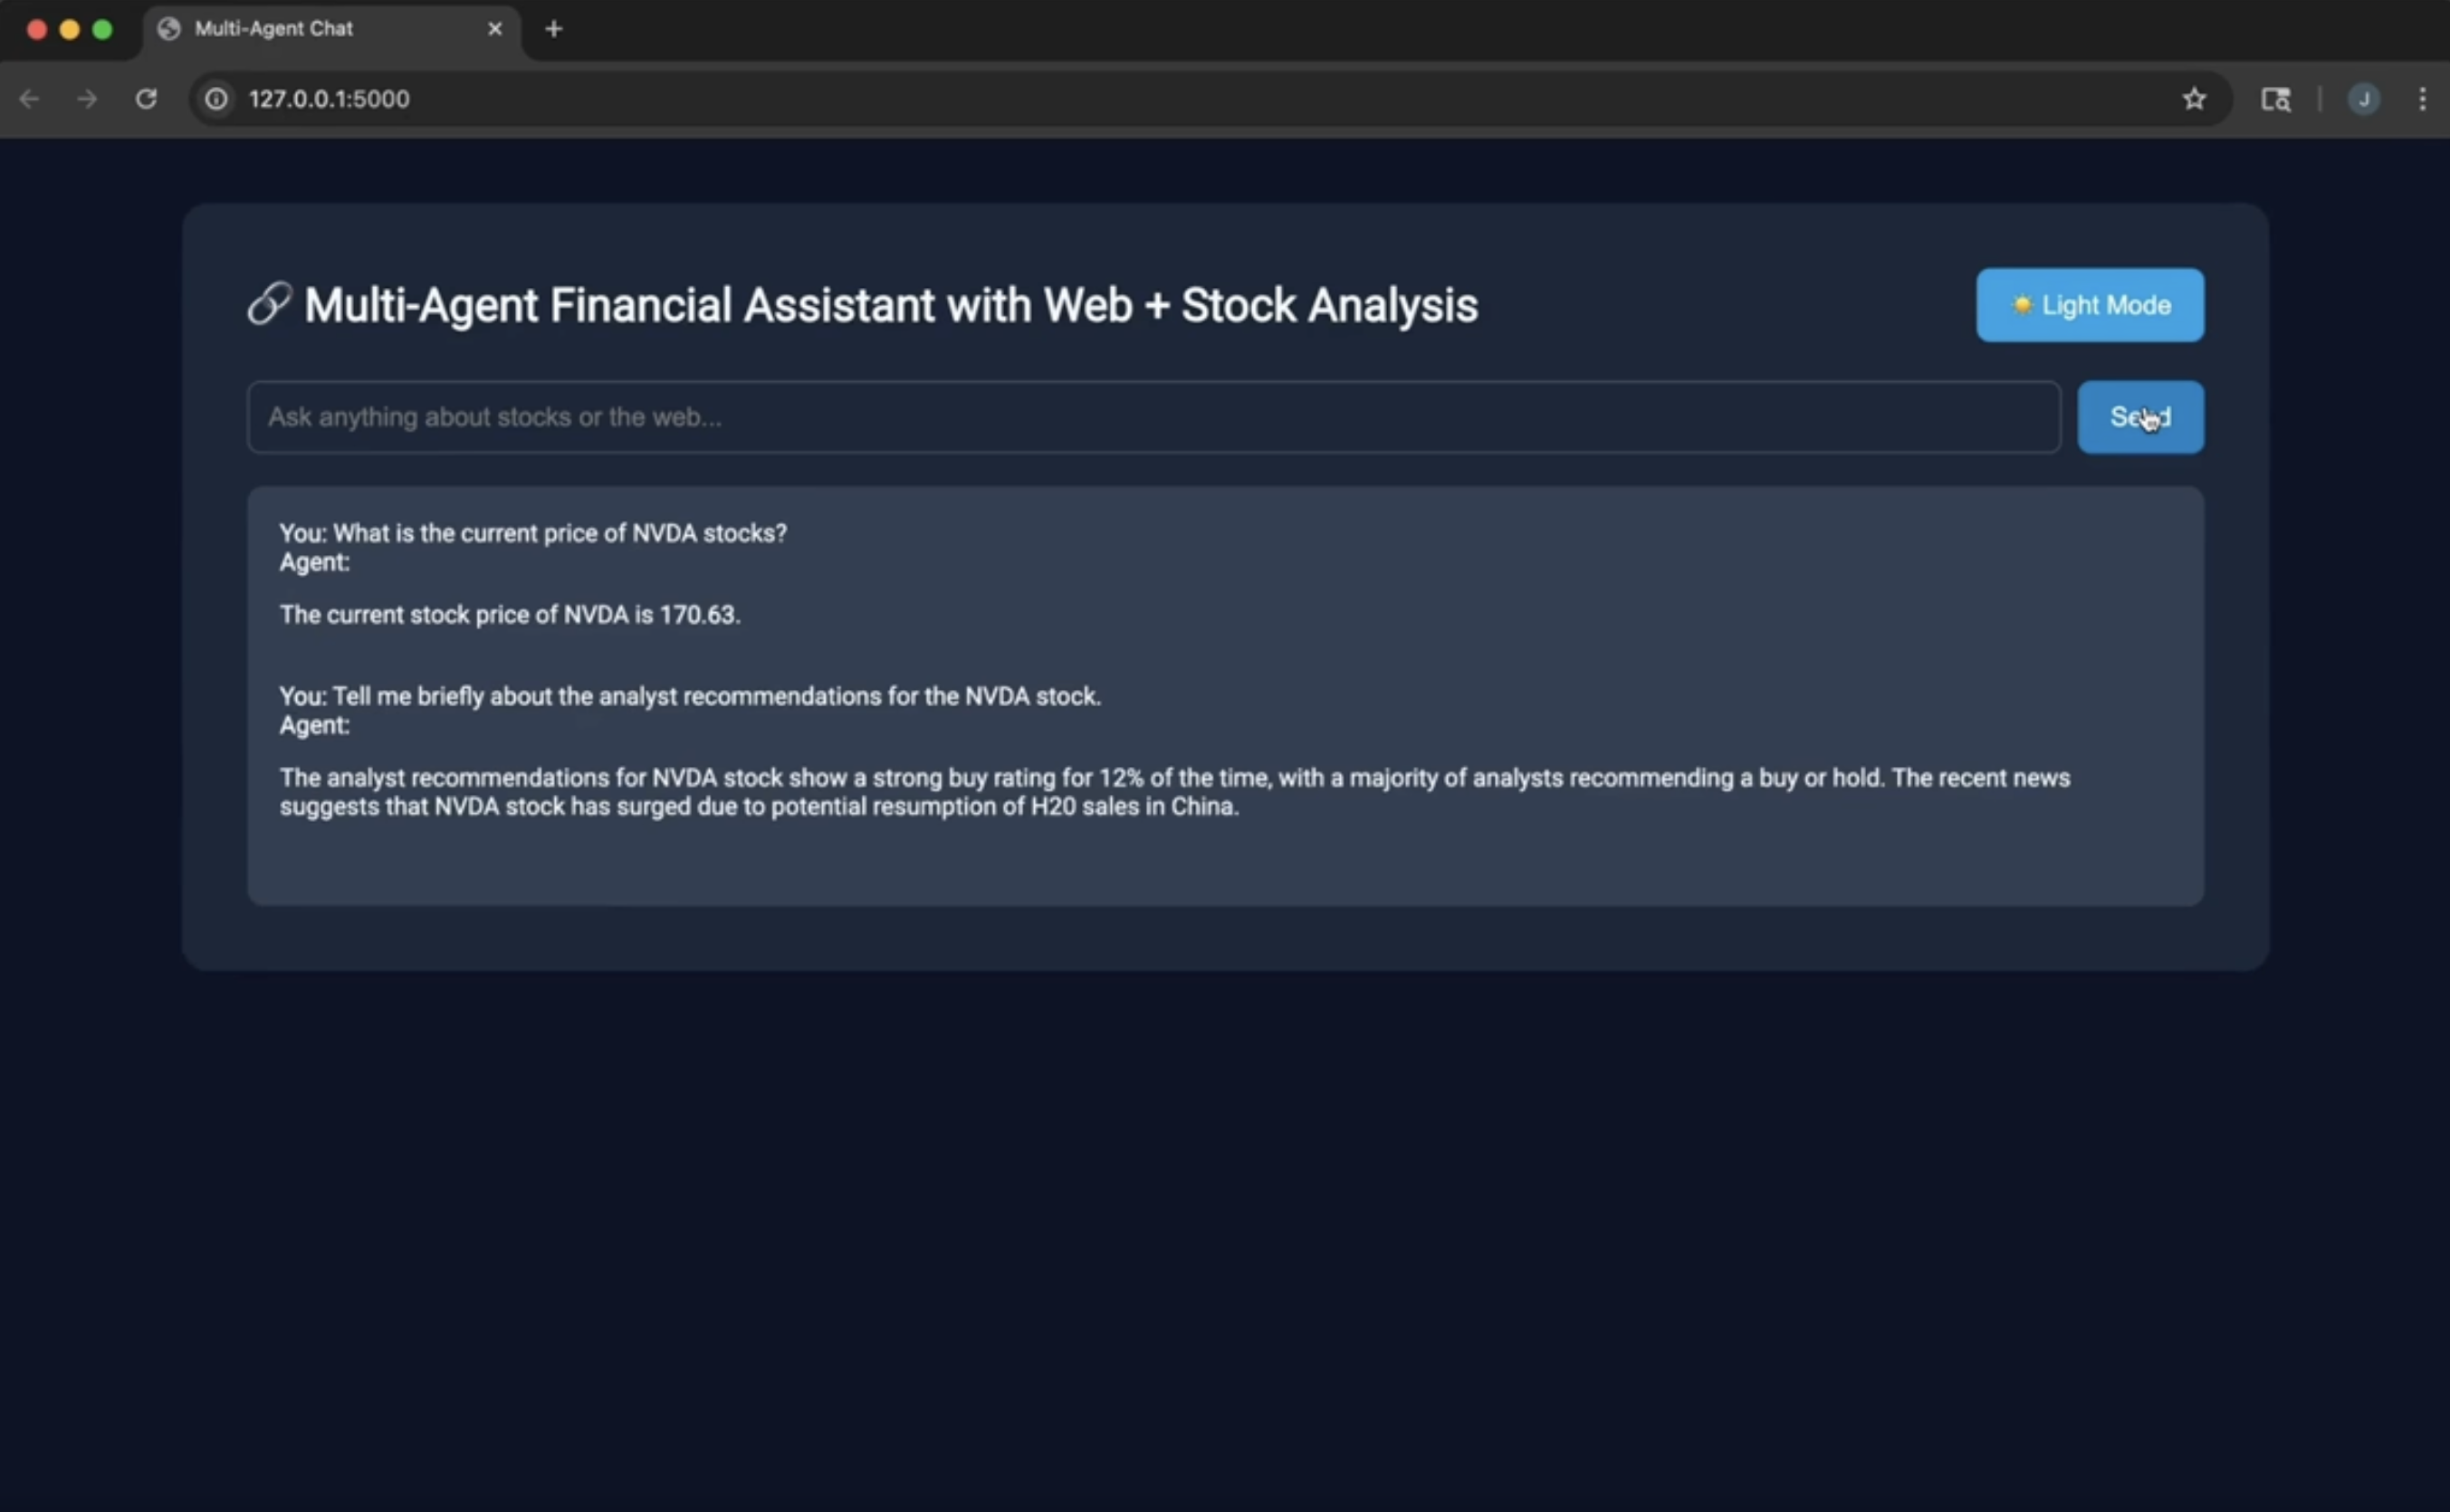 Multi-Agent Chat
127.0.0.1:5000
J
Multi-Agent Financial Assistant with Web + Stock Analysis
Light Mode
Ask anything about stocks or the web...
Send
You: What is the current price of NVDA stocks?
Agent:
The current stock price of NVDA is 170.63.
You: Tell me briefly about the analyst recommendations for the NVDA stock.
Agent:
The analyst recommendations for NVDA stock show a strong buy rating for 12% of the time, with a majority of analysts recommending a buy or hold. The recent news
suggests that NVDA stock has surged due to potential resumption of H20 sales in China.